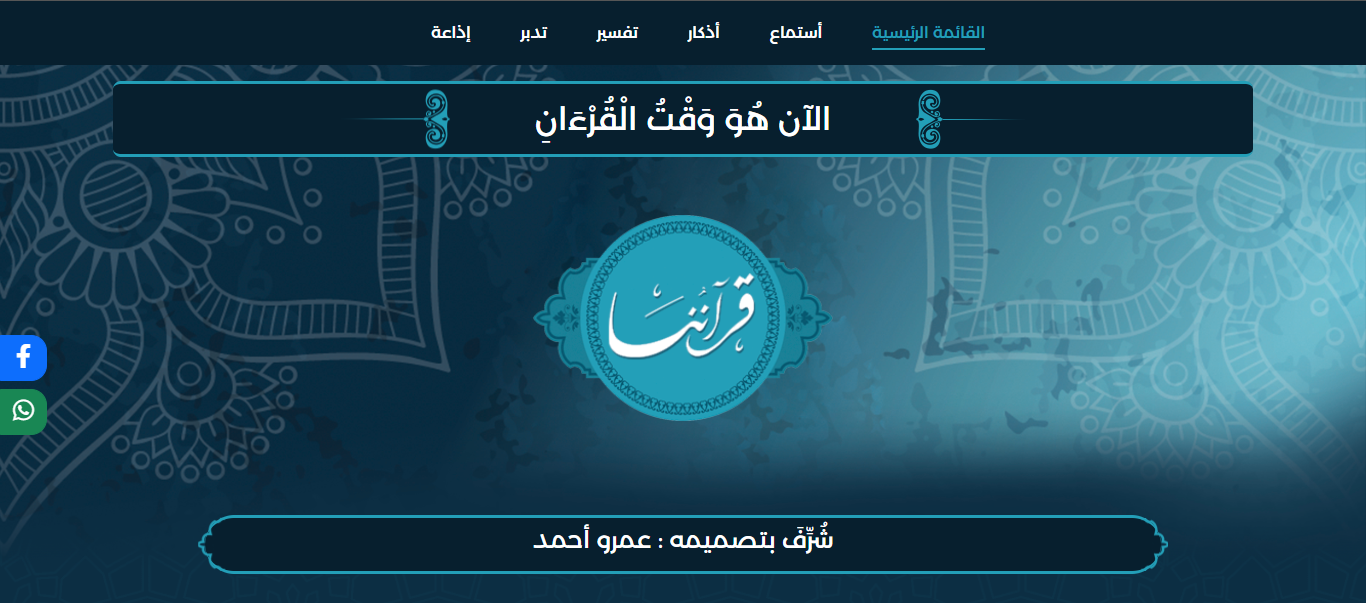 القائمة الرئيسية أستماع أذكار تفسير تدبر إذاعة
الآن هُوَ وَقْتُ الْقُرْءَانِ
قرآننا
شُرِّفَ بتصميمه : عمرو أحمد